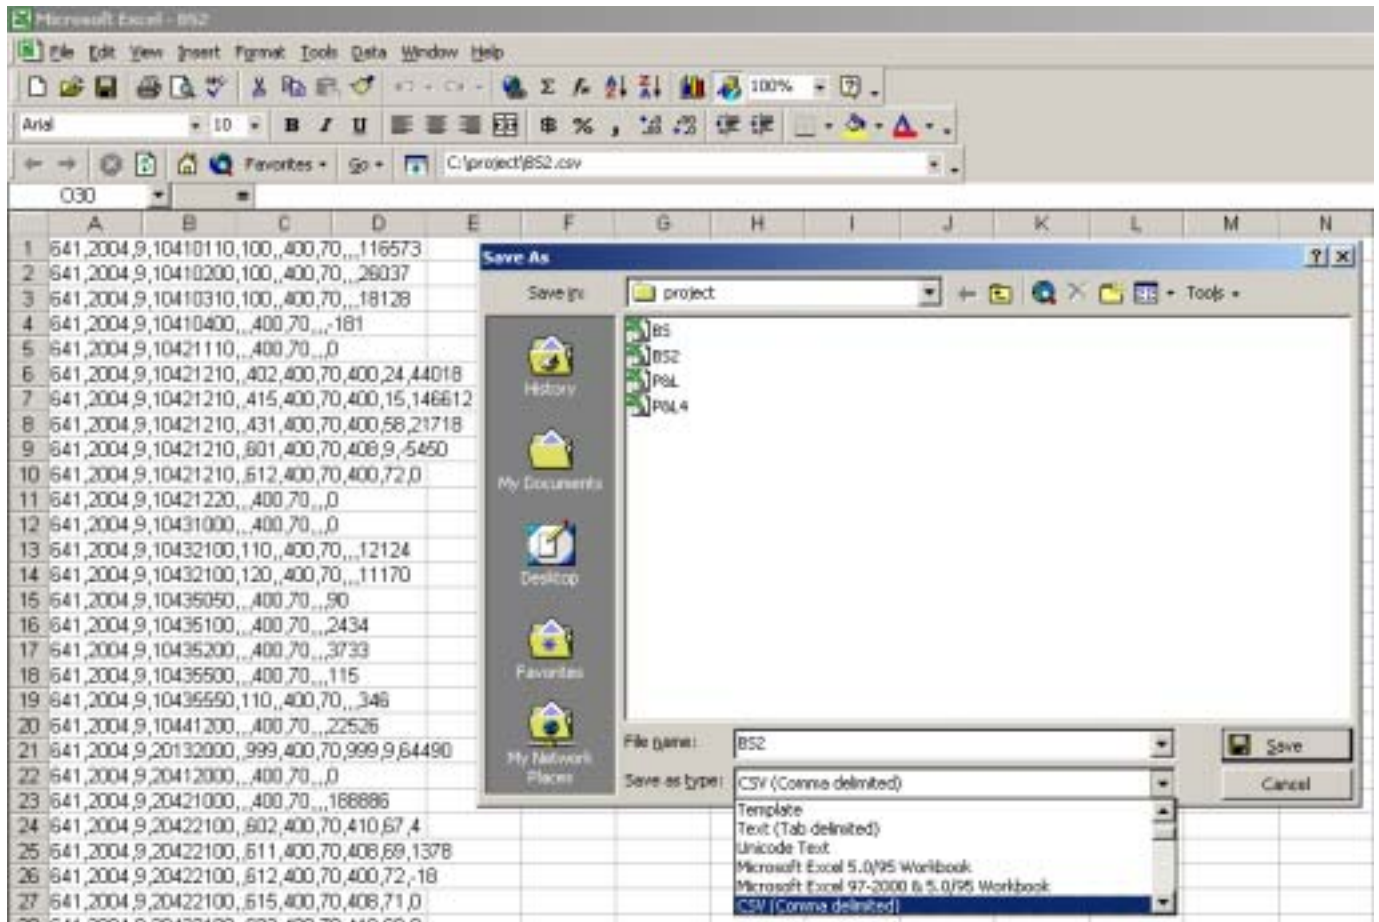 Microsoft Excel - BS2
File Edit View Insert Format Tools Data Window Help
100%
Arial 10 B I U
Favorites Go C:\project\BS2.csv
O30 =
A B C D E F G H I J K L M N
1 641,2004,9,10410110,100,,400,70,,,116573
2 641,2004,9,10410200,100,,400,70,,,26037
3 641,2004,9,10410310,100,,400,70,,,18128
4 641,2004,9,10410400,,,400,70,,,-181
5 641,2004,9,10421110,,,400,70,,,0
6 641,2004,9,10421210,,402,400,70,400,24,44018
7 641,2004,9,10421210,,415,400,70,400,15,146612
8 641,2004,9,10421210,,431,400,70,400,58,21718
9 641,2004,9,10421210,,601,400,70,408,9,-5450
10 641,2004,9,10421210,,612,400,70,400,72,0
11 641,2004,9,10421220,,,400,70,,,0
12 641,2004,9,10431000,,,400,70,,,0
13 641,2004,9,10432100,110,,400,70,,,12124
14 641,2004,9,10432100,120,,400,70,,,11170
15 641,2004,9,10435050,,,400,70,,,90
16 641,2004,9,10435100,,,400,70,,,2434
17 641,2004,9,10435200,,,400,70,,,3733
18 641,2004,9,10435500,,,400,70,,,115
19 641,2004,9,10435550,110,,400,70,,,346
20 641,2004,9,10441200,,,400,70,,,22526
21 641,2004,9,20132000,,999,400,70,999,9,64490
22 641,2004,9,20412000,,,400,70,,,0
23 641,2004,9,20421000,,,400,70,,,188886
24 641,2004,9,20422100,,602,400,70,410,67,4
25 641,2004,9,20422100,,611,400,70,408,69,1378
26 641,2004,9,20422100,,612,400,70,400,72,-18
27 641,2004,9,20422100,,615,400,70,408,71,0
Save As
Save in: project Tools
BS
BS2
P&L
P&L4
History
My Documents
Desktop
Favorites
My Network Places
File name: BS2 Save
Save as type: CSV (Comma delimited) Cancel
Template
Text (Tab delimited)
Unicode Text
Microsoft Excel 5.0/95 Workbook
Microsoft Excel 97-2000 & 5.0/95 Workbook
CSV (Comma delimited)